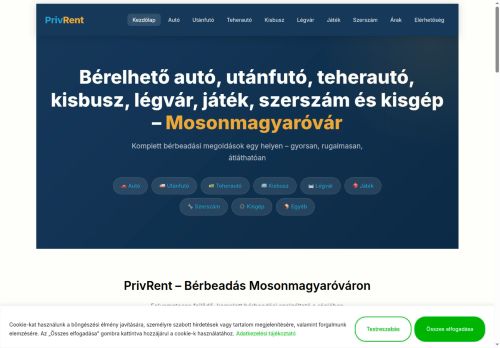 PrivRent
Kezdőlap Autó Utánfutó Teherautó Kisbusz Légvár Játék Szerszám Árak Elérhetőség
Bérelhető autó, utánfutó, teherautó,
kisbusz, légvár, játék, szerszám és kisgép
– Mosonmagyaróvár
Komplett bérbeadási megoldások egy helyen – gyorsan, rugalmasan,
átláthatóan
Autó Utánfutó Teherautó Kisbusz Légvár Játék
Szerszám Kisgép Egyéb
PrivRent – Bérbeadás Mosonmagyaróváron
Cookie-kat használunk a böngészési élmény javítására, személyre szabott hirdetések vagy tartalom megjelenítésére, valamint forgalmunk
elemzésére. Az „Összes elfogadása” gombra kattintva hozzájárul a cookie-k használatához. Adatkezelési tájékoztató
Testreszabás
Összes elfogadása